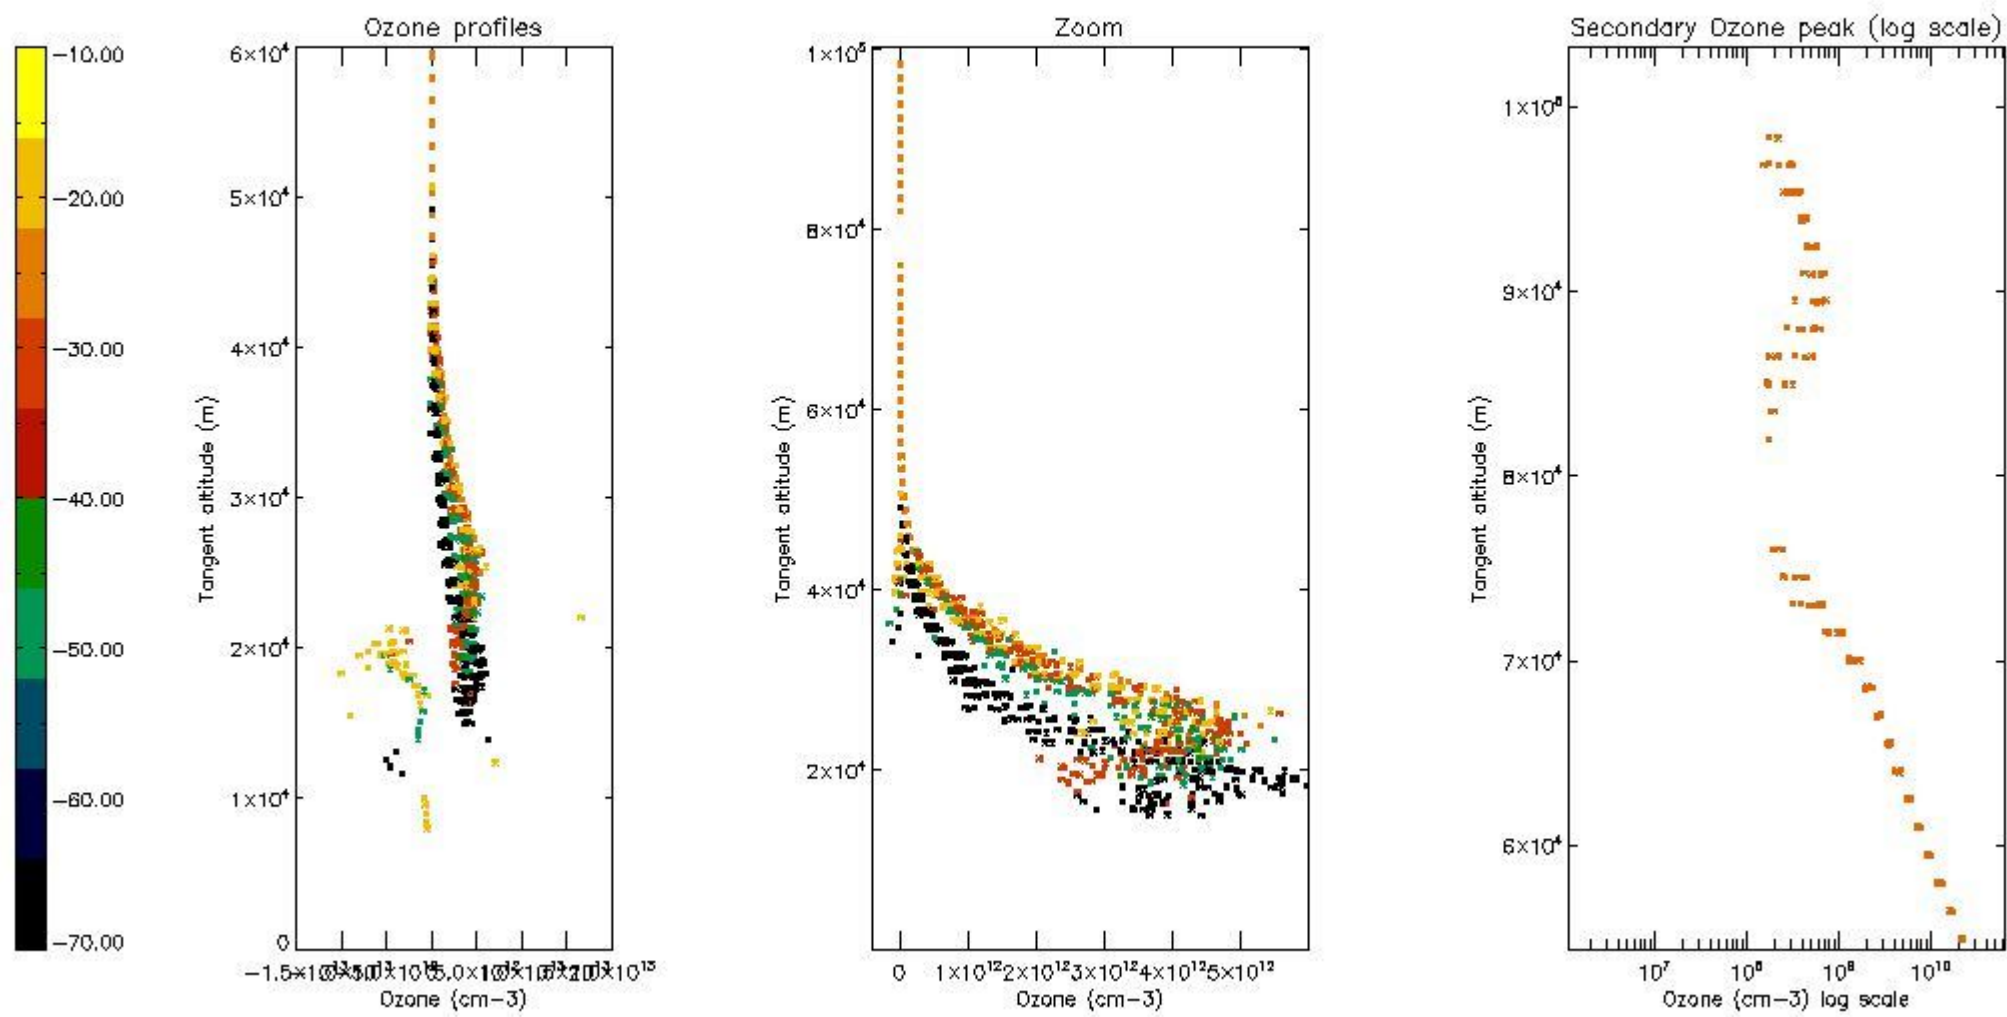 Ozone profiles
Zoom
Secondary Ozone peak (log scale)
−10.00
−20.00
−30.00
−40.00
−50.00
−60.00
−70.00
6×10⁴
5×10⁴
4×10⁴
3×10⁴
2×10⁴
1×10⁴
0
Tangent altitude (m)
Ozone (cm−3)
1×10⁵
8×10⁴
6×10⁴
4×10⁴
2×10⁴
Tangent altitude (m)
0 1×10¹² 2×10¹² 3×10¹² 4×10¹² 5×10¹²
Ozone (cm−3)
9×10⁴
8×10⁴
7×10⁴
6×10⁴
Tangent altitude (m)
10⁷ 10⁸ 10⁹ 10¹⁰
Ozone (cm−3) log scale